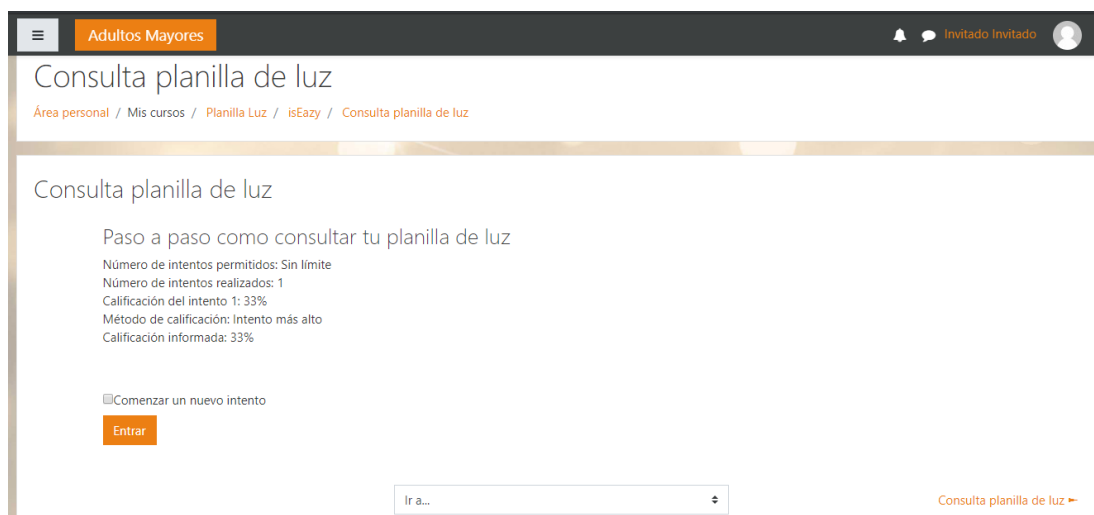 Adultos Mayores
Invitado Invitado
Consulta planilla de luz
Área personal / Mis cursos / Planilla Luz / isEazy / Consulta planilla de luz
Consulta planilla de luz
Paso a paso como consultar tu planilla de luz
Número de intentos permitidos: Sin límite
Número de intentos realizados: 1
Calificación del intento 1: 33%
Método de calificación: Intento más alto
Calificación informada: 33%
Comenzar un nuevo intento
Entrar
Ir a...
Consulta planilla de luz ►